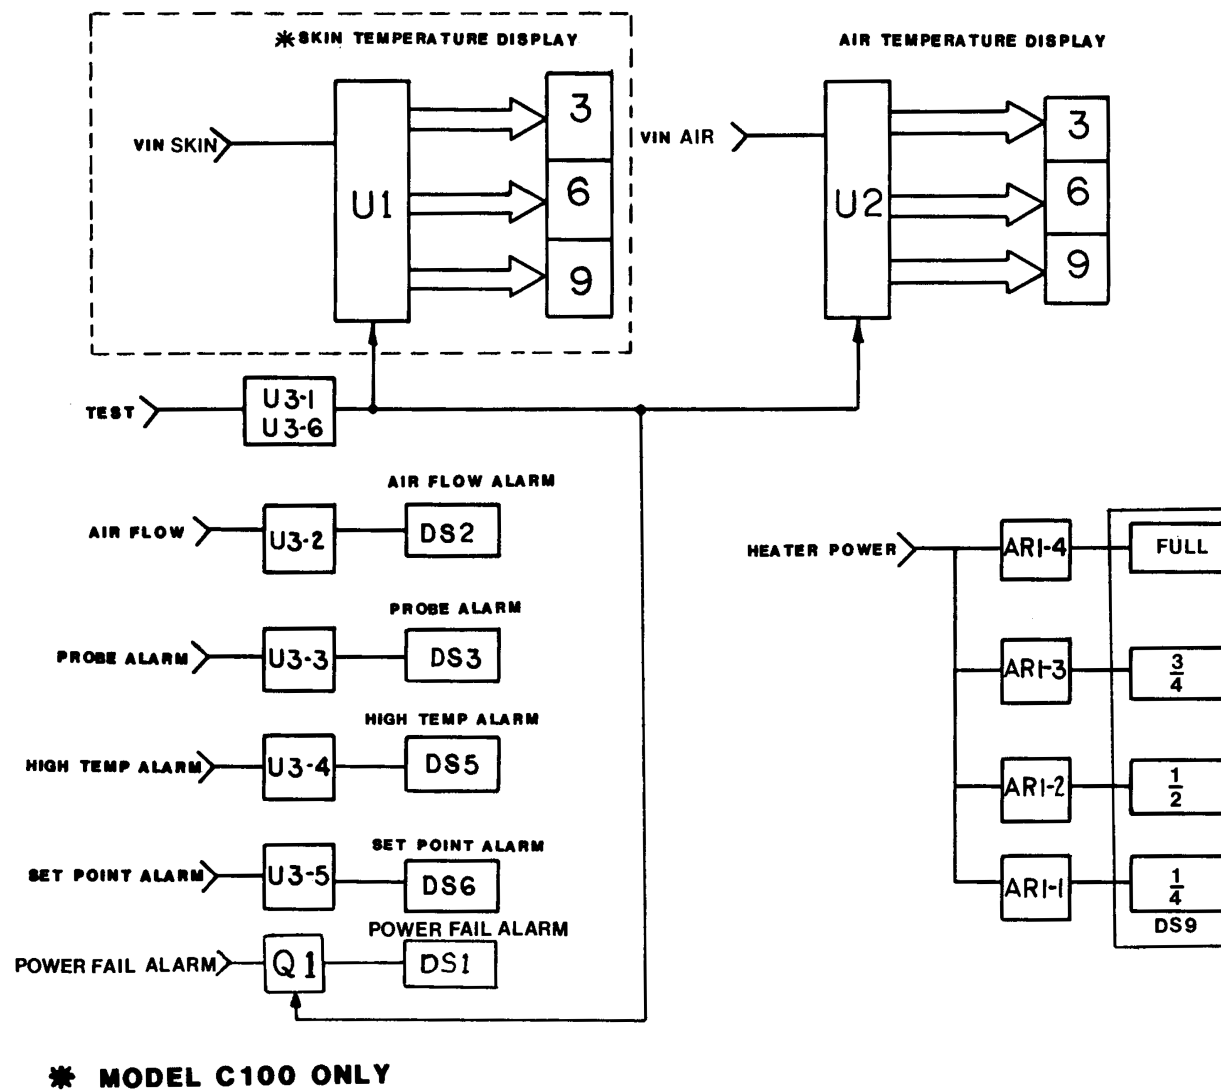 ✳ SKIN TEMPERATURE DISPLAY
AIR TEMPERATURE DISPLAY
VIN SKIN
U1
3
6
9
VIN AIR
U2
3
6
9
TEST
U3-1
U3-6
AIR FLOW ALARM
AIR FLOW
U3-2
DS2
PROBE ALARM
PROBE ALARM
U3-3
DS3
HIGH TEMP ALARM
HIGH TEMP ALARM
U3-4
DS5
SET POINT ALARM
SET POINT ALARM
U3-5
DS6
POWER FAIL ALARM
POWER FAIL ALARM
Q1
DS1
HEATER POWER
AR1-4
FULL
AR1-3
3/4
AR1-2
1/2
AR1-1
1/4
DS9
✳ MODEL C100 ONLY